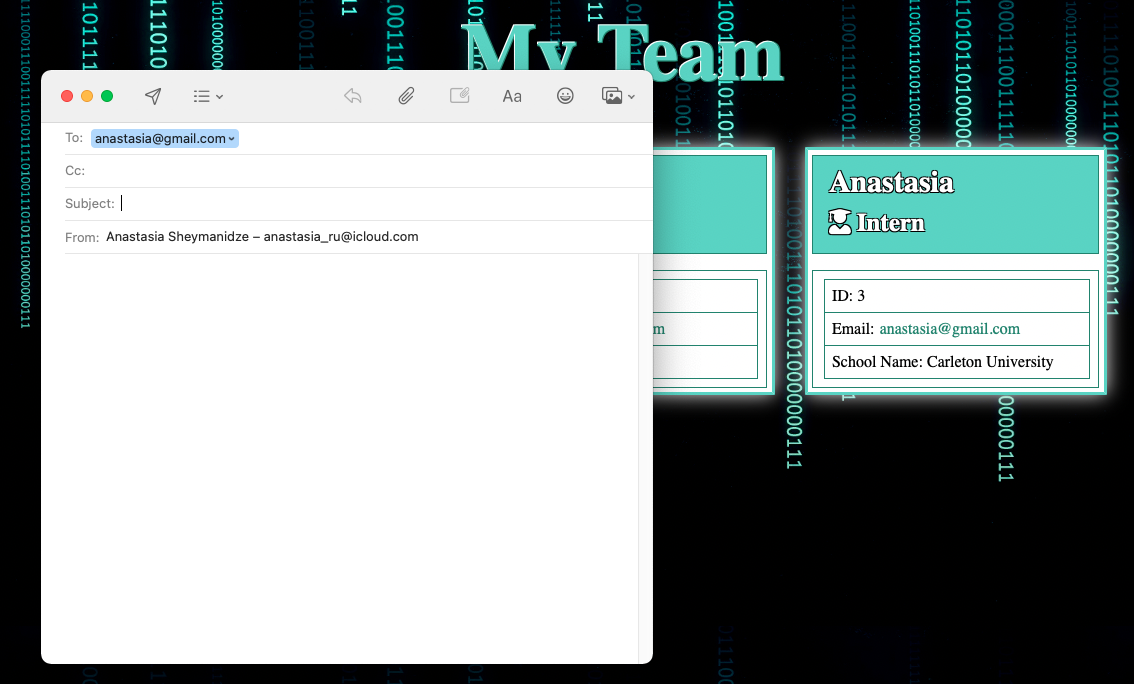 My Team
Aa
To: anastasia@gmail.com
Cc:
Subject:
From: Anastasia Sheymanidze – anastasia_ru@icloud.com
m
Anastasia
Intern
ID: 3
Email: anastasia@gmail.com
School Name: Carleton University